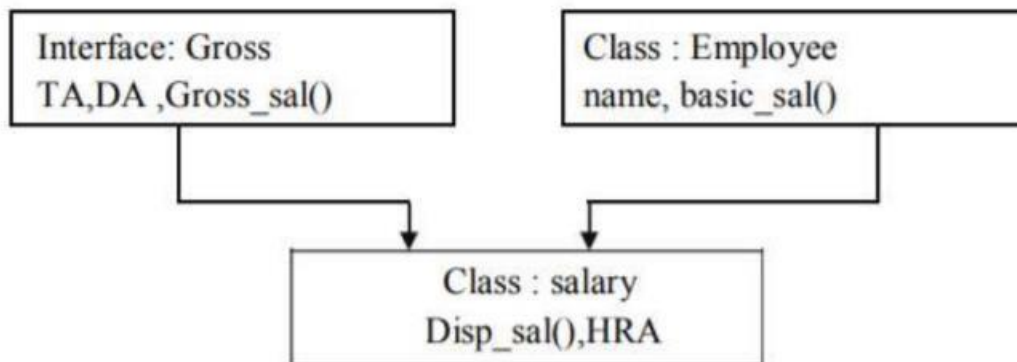 Interface: Gross
TA,DA ,Gross_sal()
Class : Employee
name, basic_sal()
Class : salary
Disp_sal(),HRA